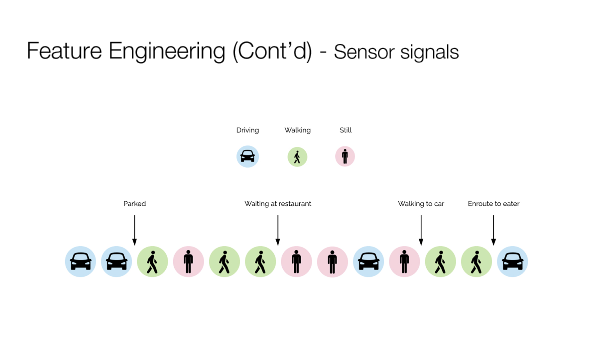 Feature Engineering (Cont’d) - Sensor signals
Driving Walking Still
Parked Waiting at restaurant Walking to car Enroute to eater